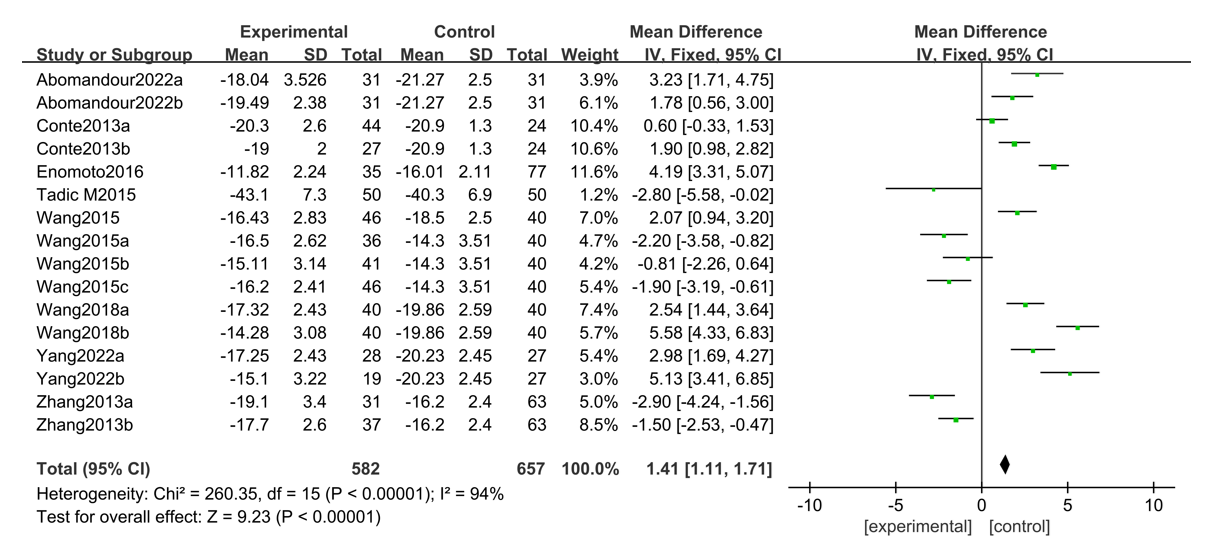 Experimental Control Mean Difference Mean Difference
Study or Subgroup Mean SD Total Mean SD Total Weight IV, Fixed, 95% CI IV, Fixed, 95% CI
Abomandour2022a -18.04 3.526 31 -21.27 2.5 31 3.9% 3.23 [1.71, 4.75]
Abomandour2022b -19.49 2.38 31 -21.27 2.5 31 6.1% 1.78 [0.56, 3.00]
Conte2013a -20.3 2.6 44 -20.9 1.3 24 10.4% 0.60 [-0.33, 1.53]
Conte2013b -19 2 27 -20.9 1.3 24 10.6% 1.90 [0.98, 2.82]
Enomoto2016 -11.82 2.24 35 -16.01 2.11 77 11.6% 4.19 [3.31, 5.07]
Tadic M2015 -43.1 7.3 50 -40.3 6.9 50 1.2% -2.80 [-5.58, -0.02]
Wang2015 -16.43 2.83 46 -18.5 2.5 40 7.0% 2.07 [0.94, 3.20]
Wang2015a -16.5 2.62 36 -14.3 3.51 40 4.7% -2.20 [-3.58, -0.82]
Wang2015b -15.11 3.14 41 -14.3 3.51 40 4.2% -0.81 [-2.26, 0.64]
Wang2015c -16.2 2.41 46 -14.3 3.51 40 5.4% -1.90 [-3.19, -0.61]
Wang2018a -17.32 2.43 40 -19.86 2.59 40 7.4% 2.54 [1.44, 3.64]
Wang2018b -14.28 3.08 40 -19.86 2.59 40 5.7% 5.58 [4.33, 6.83]
Yang2022a -17.25 2.43 28 -20.23 2.45 27 5.4% 2.98 [1.69, 4.27]
Yang2022b -15.1 3.22 19 -20.23 2.45 27 3.0% 5.13 [3.41, 6.85]
Zhang2013a -19.1 3.4 31 -16.2 2.4 63 5.0% -2.90 [-4.24, -1.56]
Zhang2013b -17.7 2.6 37 -16.2 2.4 63 8.5% -1.50 [-2.53, -0.47]
Total (95% CI) 582 657 100.0% 1.41 [1.11, 1.71]
Heterogeneity: Chi² = 260.35, df = 15 (P < 0.00001); I² = 94%
Test for overall effect: Z = 9.23 (P < 0.00001)
-10 -5 0 5 10
[experimental] [control]